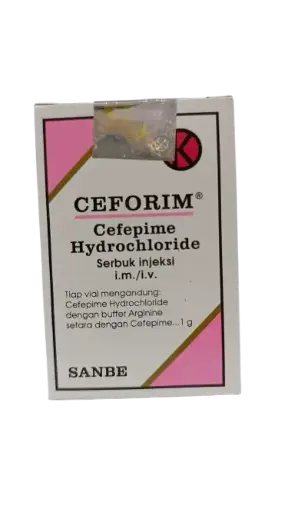 K
CEFORIM®
Cefepime
Hydrochloride
Serbuk injeksi
i.m./i.v.
Tiap vial mengandung:
Cefepime Hydrochloride
dengan buffer Arginine
setara dengan Cefepime...1 g
SANBE